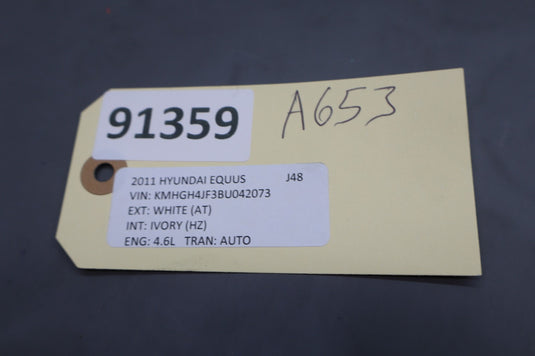 91359
A653
2011 HYUNDAI EQUUS J48
VIN: KMHGH4JF3BU042073
EXT: WHITE (AT)
INT: IVORY (HZ)
ENG: 4.6L TRAN: AUTO